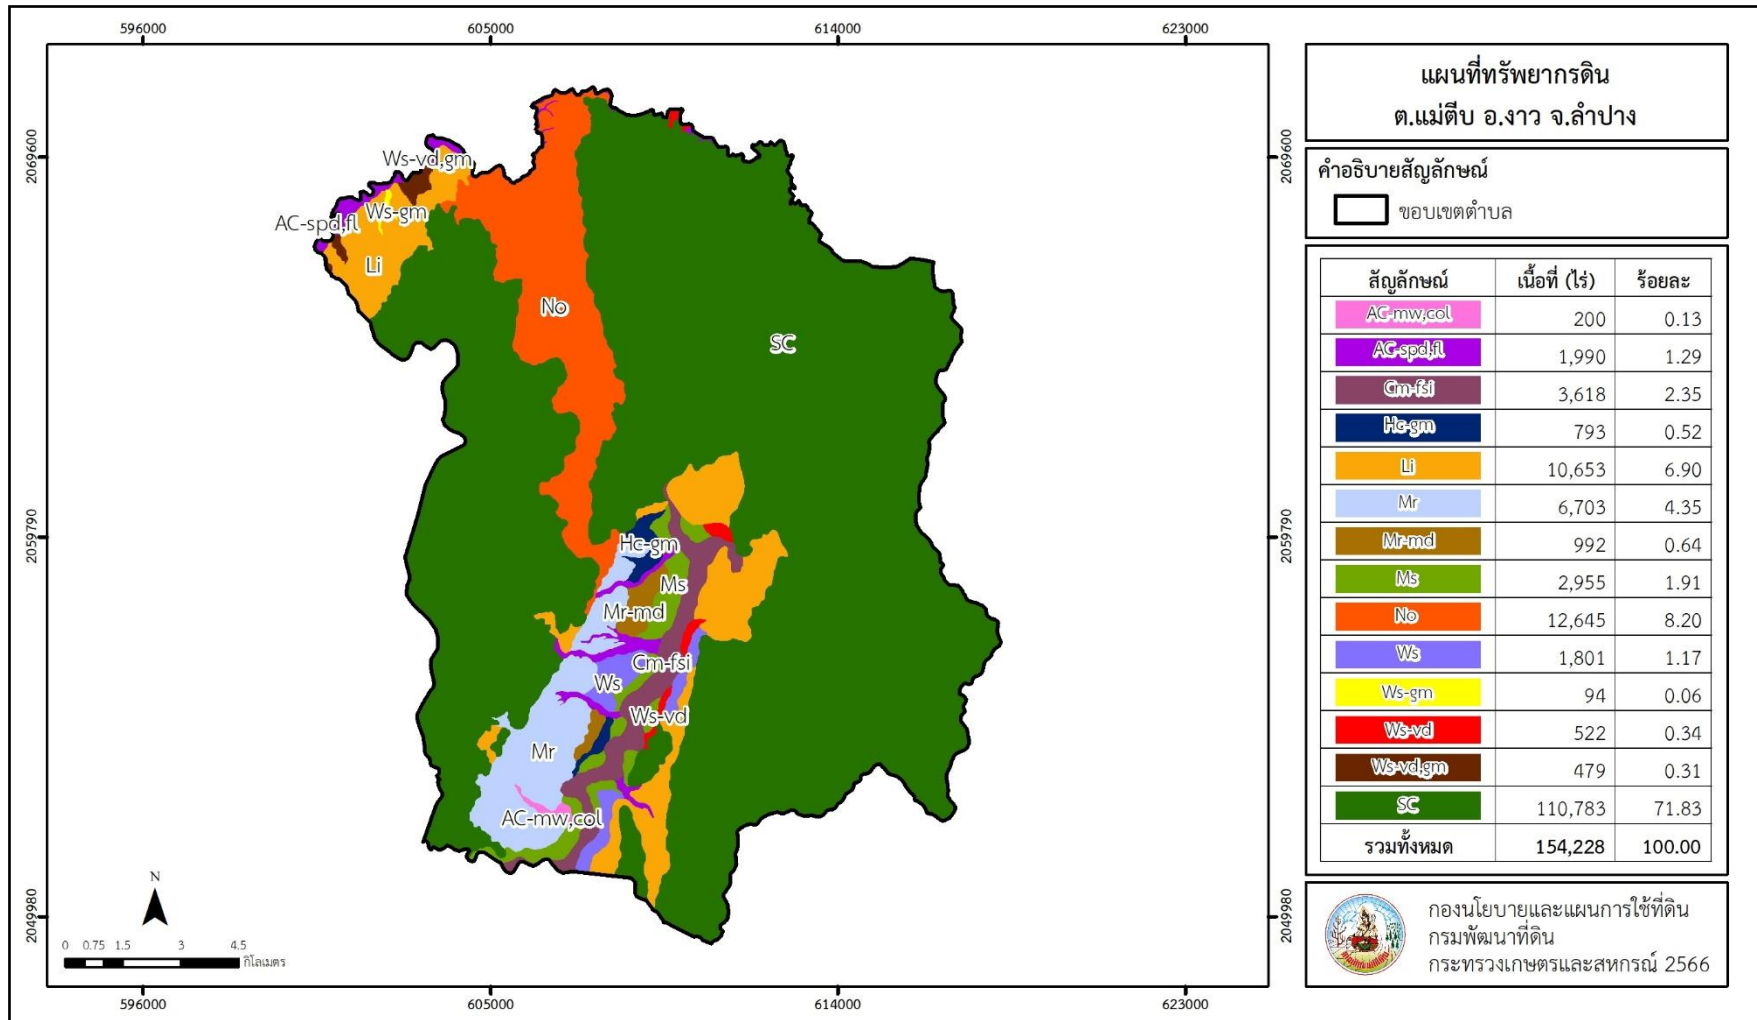 596000
605000
614000
623000
2069600
2059790
2049980
2069600
2059790
2049980
Ws-vd,gm
Ws-gm
AC-spd,fl
Li
No
SC
Hc-gm
Ms
Mr-md
Cm-fsi
Ws
Ws-vd
Mr
AC-mw,col
N
0 0.75 1.5 3 4.5
กิโลเมตร
596000
605000
614000
623000
แผนที่ทรัพยากรดิน
ต.แม่ตีบ อ.งาว จ.ลำปาง
คำอธิบายสัญลักษณ์
ขอบเขตตำบล
สัญลักษณ์ เนื้อที่ (ไร่) ร้อยละ
AC-mw,col 200 0.13
AC-spd,fl 1,990 1.29
Cm-fsi 3,618 2.35
Hc-gm 793 0.52
Li 10,653 6.90
Mr 6,703 4.35
Mr-md 992 0.64
Ms 2,955 1.91
No 12,645 8.20
Ws 1,801 1.17
Ws-gm 94 0.06
Ws-vd 522 0.34
Ws-vd,gm 479 0.31
SC 110,783 71.83
รวมทั้งหมด 154,228 100.00
กองนโยบายและแผนการใช้ที่ดิน
กรมพัฒนาที่ดิน
กระทรวงเกษตรและสหกรณ์ 2566